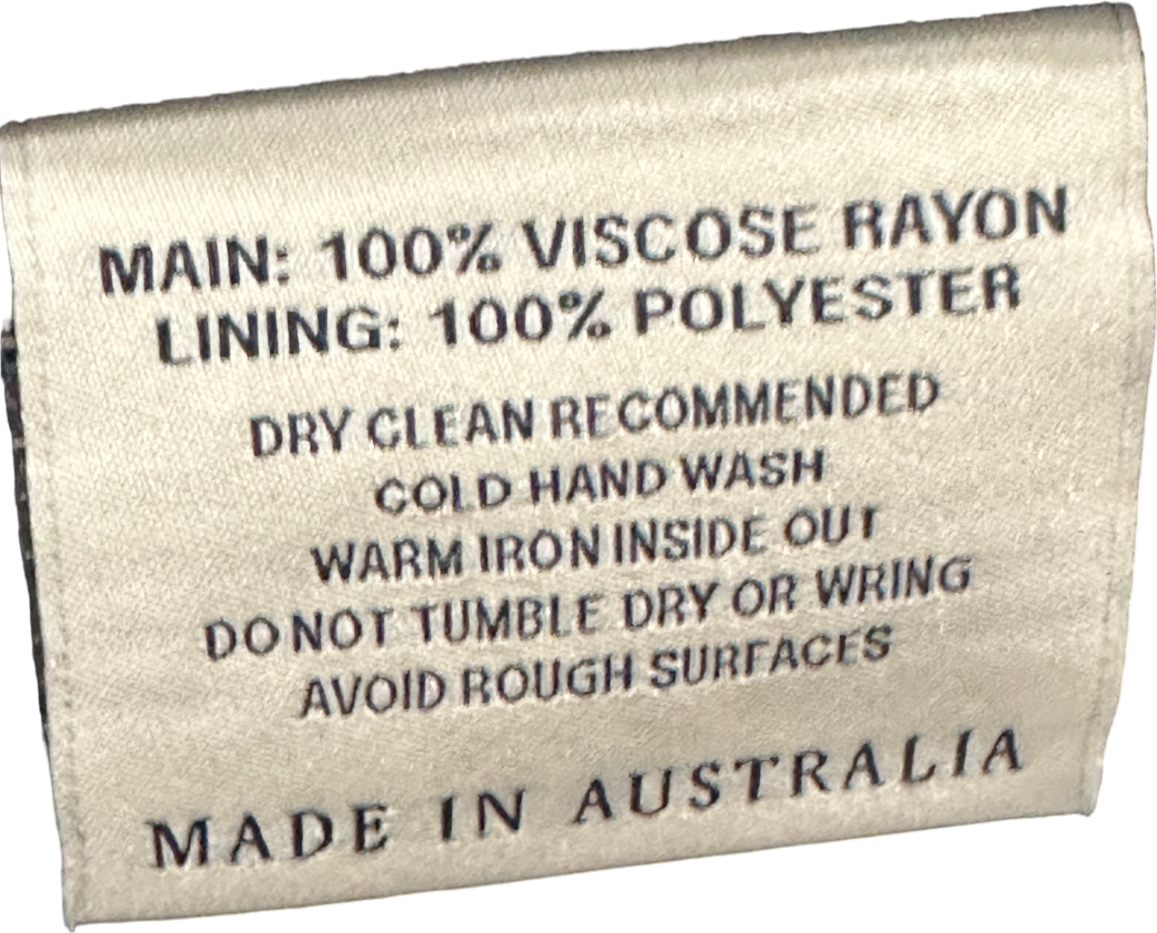 MAIN: 100% VISCOSE RAYON
LINING: 100% POLYESTER
DRY CLEAN RECOMMENDED
COLD HAND WASH
WARM IRON INSIDE OUT
DO NOT TUMBLE DRY OR WRING
AVOID ROUGH SURFACES
MADE IN AUSTRALIA